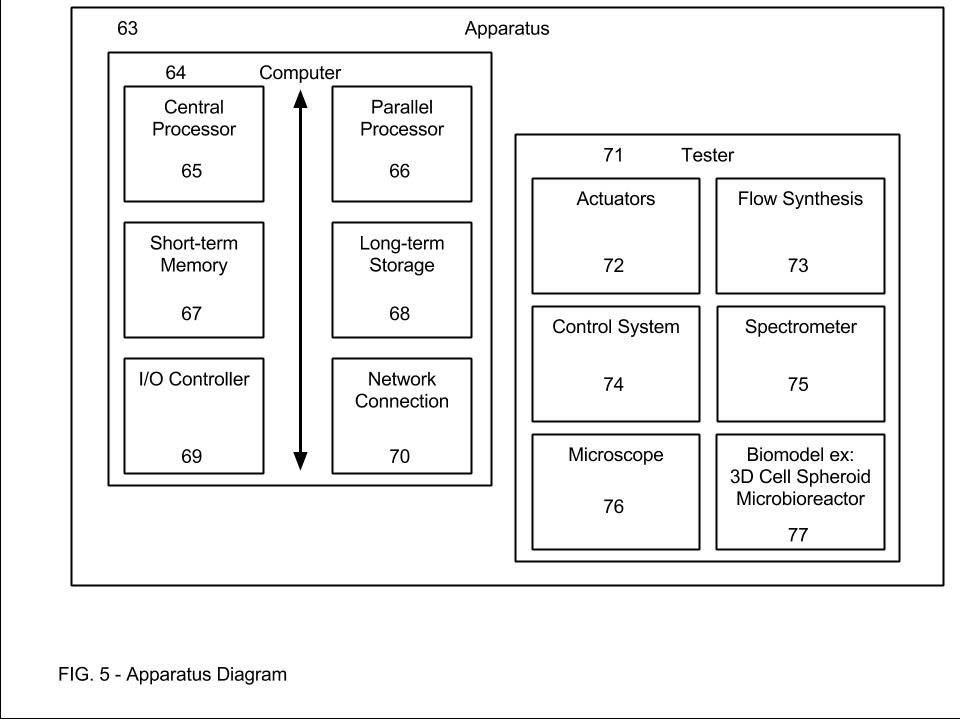 63 Apparatus
64 Computer
Central
Processor
65
Parallel
Processor
66
Short-term
Memory
67
Long-term
Storage
68
I/O Controller
69
Network
Connection
70
71 Tester
Actuators
72
Flow Synthesis
73
Control System
74
Spectrometer
75
Microscope
76
Biomodel ex:
3D Cell Spheroid
Microbioreactor
77
FIG. 5 - Apparatus Diagram